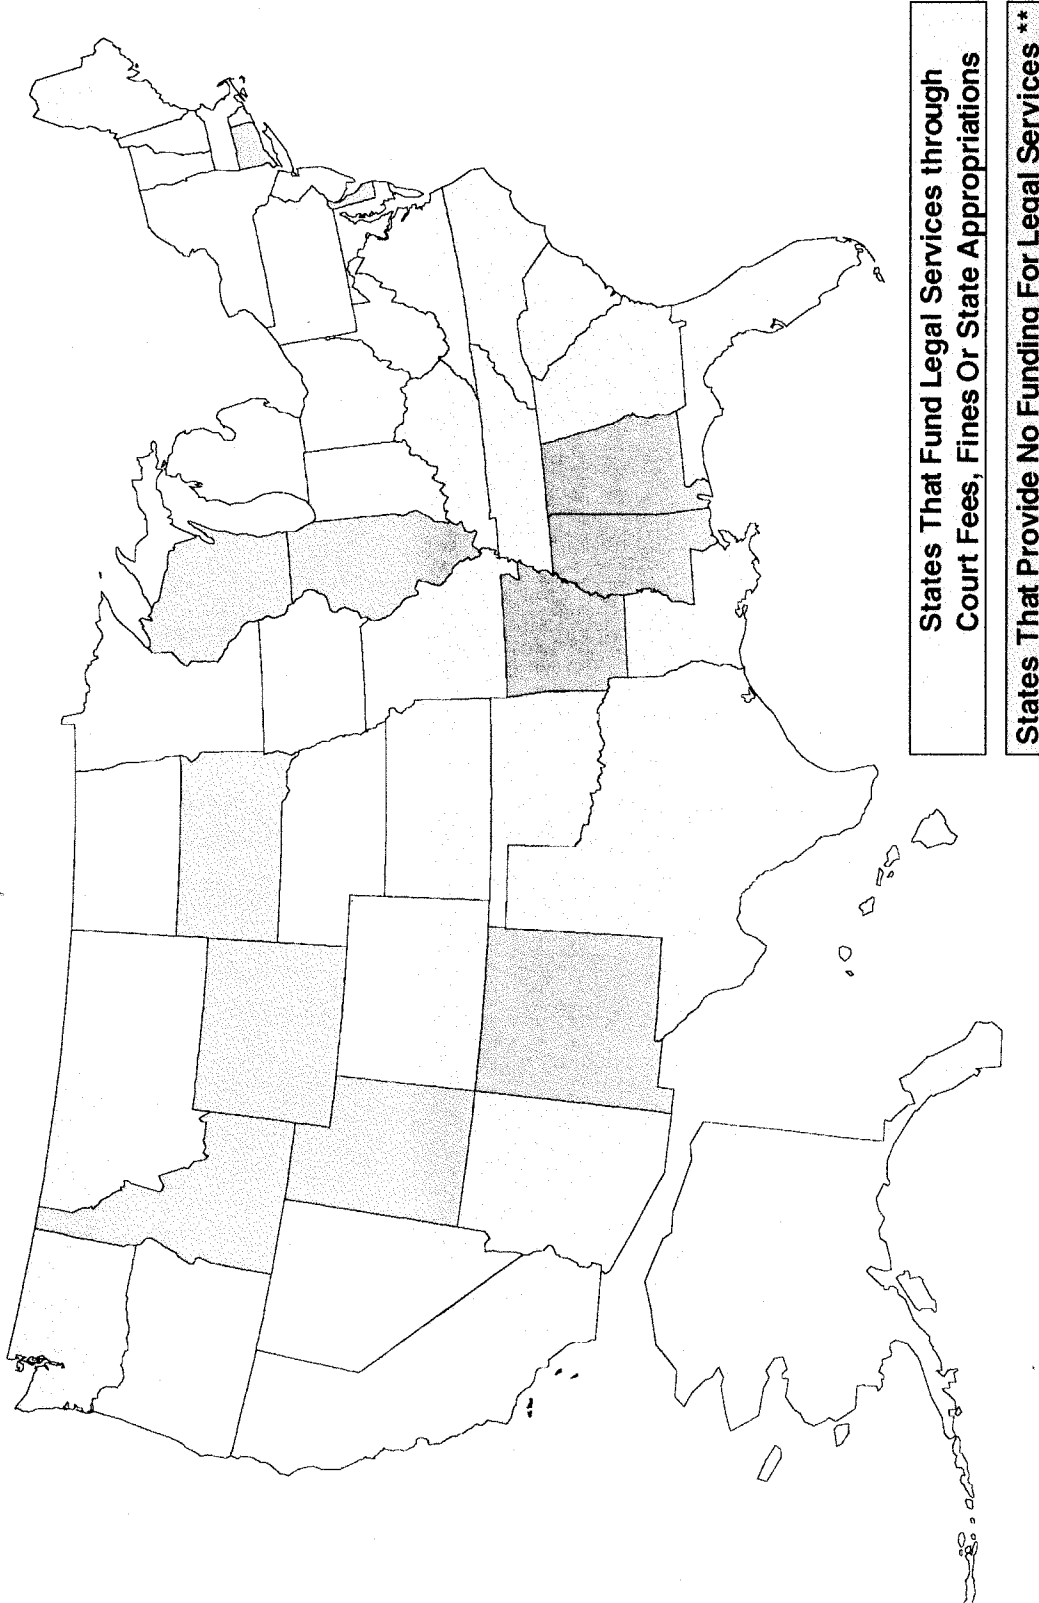 States That Fund Legal Services through
Court Fees, Fines Or State Appropriations
States That Provide No Funding For Legal Services **